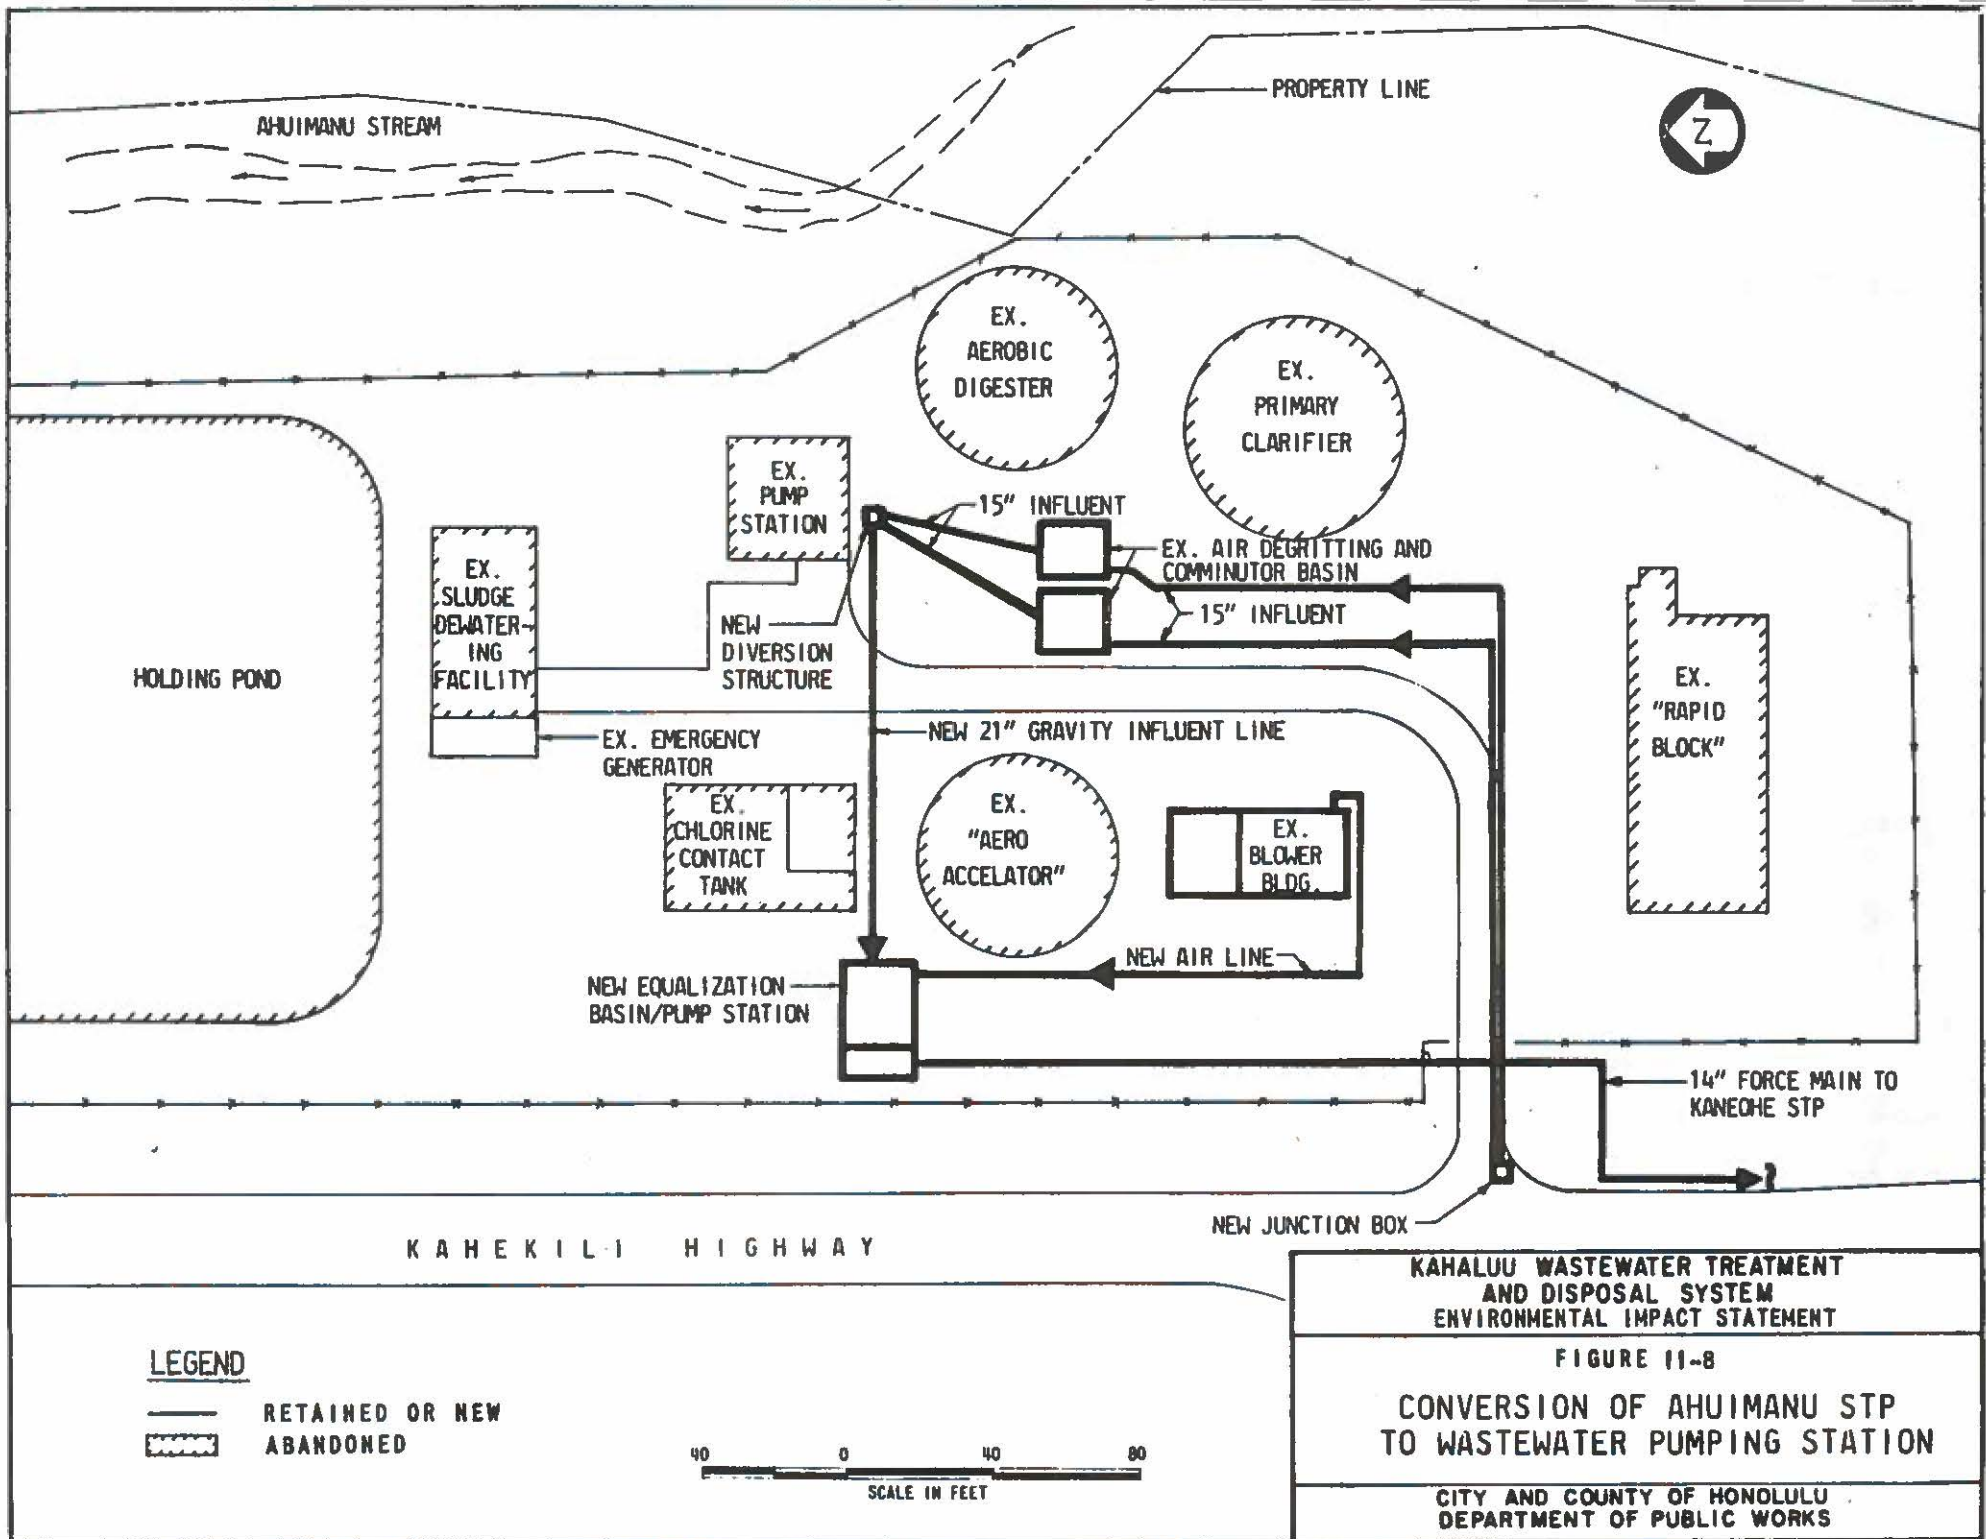 PROPERTY LINE
AHUIMANU STREAM
N
EX.
AEROBIC
DIGESTER
EX.
PRIMARY
CLARIFIER
EX.
PUMP
STATION
15" INFLUENT
EX. AIR DEGRITTING AND
COMMINUTOR BASIN
15" INFLUENT
EX.
SLUDGE
DEWATER-
ING
FACILITY
NEW
DIVERSION
STRUCTURE
HOLDING POND
EX.
"RAPID
BLOCK"
NEW 21" GRAVITY INFLUENT LINE
EX. EMERGENCY
GENERATOR
EX.
CHLORINE
CONTACT
TANK
EX.
"AERO
ACCELATOR"
EX.
BLOWER
BLDG.
NEW AIR LINE
NEW EQUALIZATION
BASIN/PUMP STATION
14" FORCE MAIN TO
KANEOHE STP
NEW JUNCTION BOX
KAHEKILI HIGHWAY
KAHALUU WASTEWATER TREATMENT
AND DISPOSAL SYSTEM
ENVIRONMENTAL IMPACT STATEMENT
FIGURE II-8
CONVERSION OF AHUIMANU STP
TO WASTEWATER PUMPING STATION
CITY AND COUNTY OF HONOLULU
DEPARTMENT OF PUBLIC WORKS
LEGEND
RETAINED OR NEW
ABANDONED
40 0 40 80
SCALE IN FEET